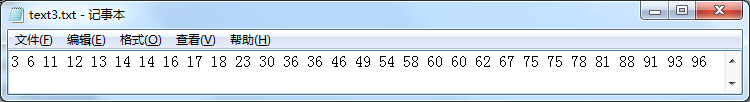 text3.txt - 记事本
文件(F) 编辑(E) 格式(O) 查看(V) 帮助(H)
3 6 11 12 13 14 14 16 17 18 23 30 36 36 46 49 54 58 60 60 62 67 75 75 78 81 88 91 93 96